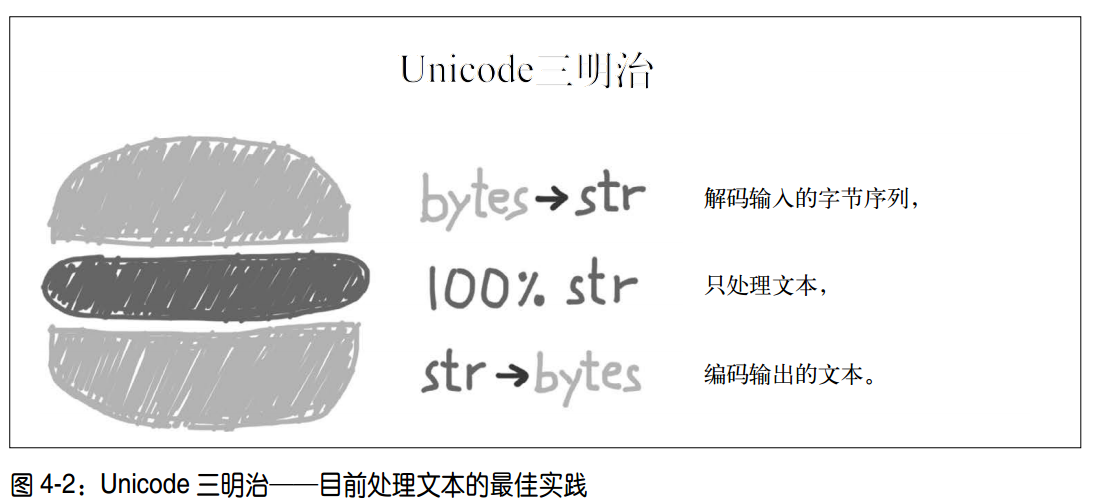 Unicode三明治
bytes→str 解码输入的字节序列，
100% str 只处理文本，
str→bytes 编码输出的文本。
图 4-2：Unicode 三明治——目前处理文本的最佳实践